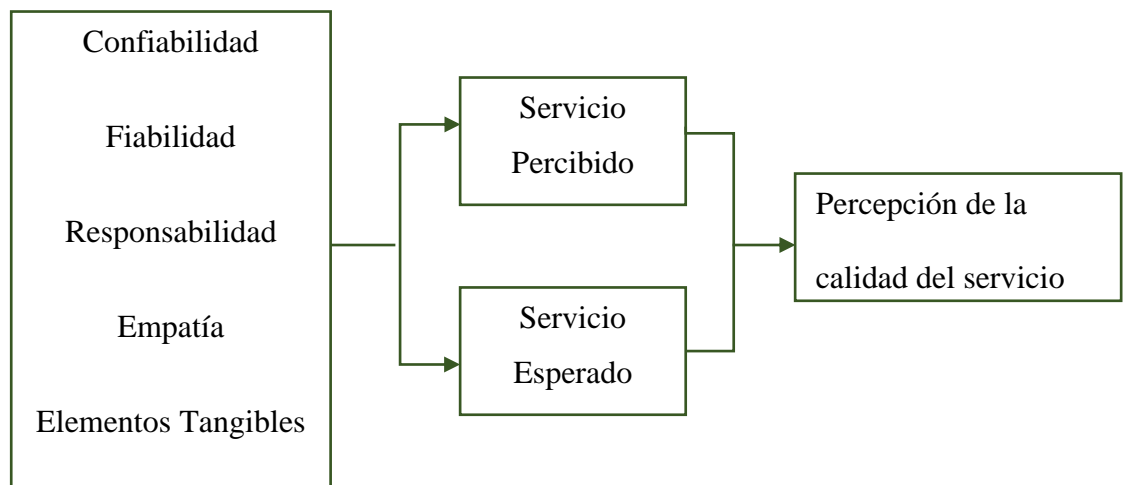 Confiabilidad
Fiabilidad
Responsabilidad
Empatía
Elementos Tangibles
Servicio
Percibido
Servicio
Esperado
Percepción de la
calidad del servicio